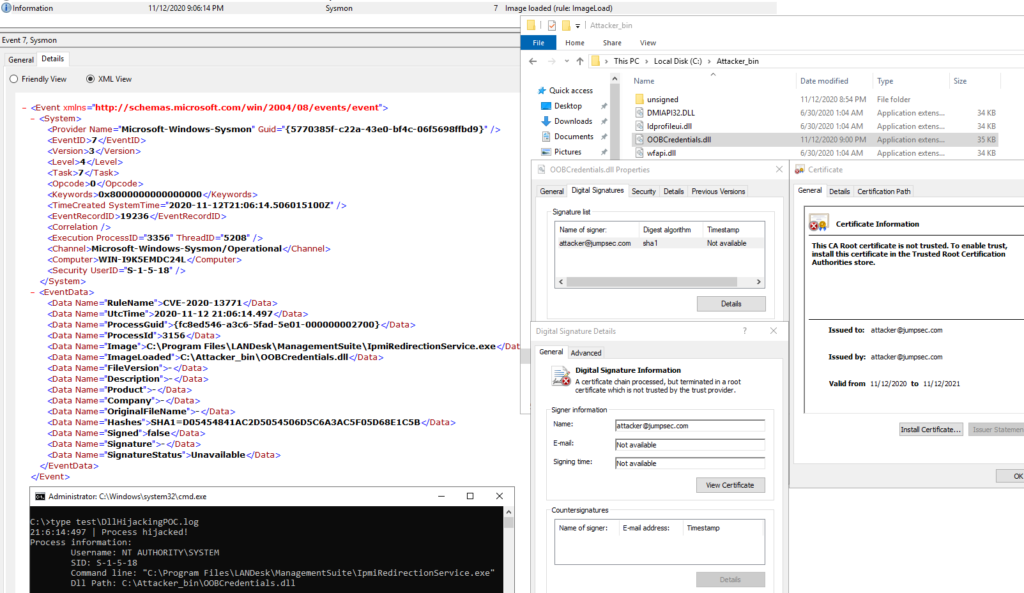 Information 11/12/2020 9:06:14 PM Sysmon 7 Image loaded (rule: ImageLoad)
Event 7, Sysmon
General Details
Friendly View XML View
- <Event xmlns="http://schemas.microsoft.com/win/2004/08/events/event">
- <System>
<Provider Name="Microsoft-Windows-Sysmon" Guid="{5770385f-c22a-43e0-bf4c-06f5698ffbd9}" />
<EventID>7</EventID>
<Version>3</Version>
<Level>4</Level>
<Task>7</Task>
<Opcode>0</Opcode>
<Keywords>0x8000000000000000</Keywords>
<TimeCreated SystemTime="2020-11-12T21:06:14.506015100Z" />
<EventRecordID>19236</EventRecordID>
<Correlation />
<Execution ProcessID="3356" ThreadID="5208" />
<Channel>Microsoft-Windows-Sysmon/Operational</Channel>
<Computer>WIN-I9K5EMDC24L</Computer>
<Security UserID="S-1-5-18" />
</System>
- <EventData>
<Data Name="RuleName">CVE-2020-13771</Data>
<Data Name="UtcTime">2020-11-12 21:06:14.497</Data>
<Data Name="ProcessGuid">{fc8ed546-a3c6-5fad-5e01-000000002700}</Data>
<Data Name="ProcessId">3156</Data>
<Data Name="Image">C:\Program Files\LANDesk\ManagementSuite\IpmiRedirectionService.exe</Data>
<Data Name="ImageLoaded">C:\Attacker_bin\OOBCredentials.dll</Data>
<Data Name="FileVersion">-</Data>
<Data Name="Description">-</Data>
<Data Name="Product">-</Data>
<Data Name="Company">-</Data>
<Data Name="OriginalFileName">-</Data>
<Data Name="Hashes">SHA1=D05454841AC2D5054506D5C6A3AC5F05D68E1C5B</Data>
<Data Name="Signed">false</Data>
<Data Name="Signature">-</Data>
<Data Name="SignatureStatus">Unavailable</Data>
</EventData>
</Event>
Administrator: C:\Windows\system32\cmd.exe
C:\>type test\DllHijackingPOC.log
21:6:14:497 | Process hijacked!
Process information:
Username: NT AUTHORITY\SYSTEM
SID: S-1-5-18
Command line: "C:\Program Files\LANDesk\ManagementSuite\IpmiRedirectionService.exe"
Dll Path: C:\Attacker_bin\OOBCredentials.dll
Attacker_bin
File Home Share View
This PC > Local Disk (C:) > Attacker_bin
Quick access
Desktop
Downloads
Documents
Pictures
Name Date modified Type Size
unsigned 11/12/2020 8:54 PM File folder
DMIAPI32.DLL 6/30/2020 1:04 AM Application extens... 34 KB
ldprofileui.dll 6/30/2020 1:04 AM Application extens... 34 KB
OOBCredentials.dll 11/12/2020 9:00 PM Application extens... 35 KB
wfapi.dll 6/30/2020 1:04 AM Application extens... 34 KB
OOBCredentials.dll Properties
General Digital Signatures Security Details Previous Versions
Signature list
Name of signer: Digest algorithm Timestamp
attacker@jumpsec.com sha1 Not available
Details
Digital Signature Details
General Advanced
Digital Signature Information
A certificate chain processed, but terminated in a root
certificate which is not trusted by the trust provider.
Signer information
Name: attacker@jumpsec.com
E-mail: Not available
Signing time: Not available
View Certificate
Countersignatures
Name of signer: E-mail address: Timestamp
Details
Certificate
General Details Certification Path
Certificate Information
This CA Root certificate is not trusted. To enable trust,
install this certificate in the Trusted Root Certification
Authorities store.
Issued to: attacker@jumpsec.com
Issued by: attacker@jumpsec.com
Valid from 11/12/2020 to 11/12/2021
Install Certificate... Issuer Statement
OK